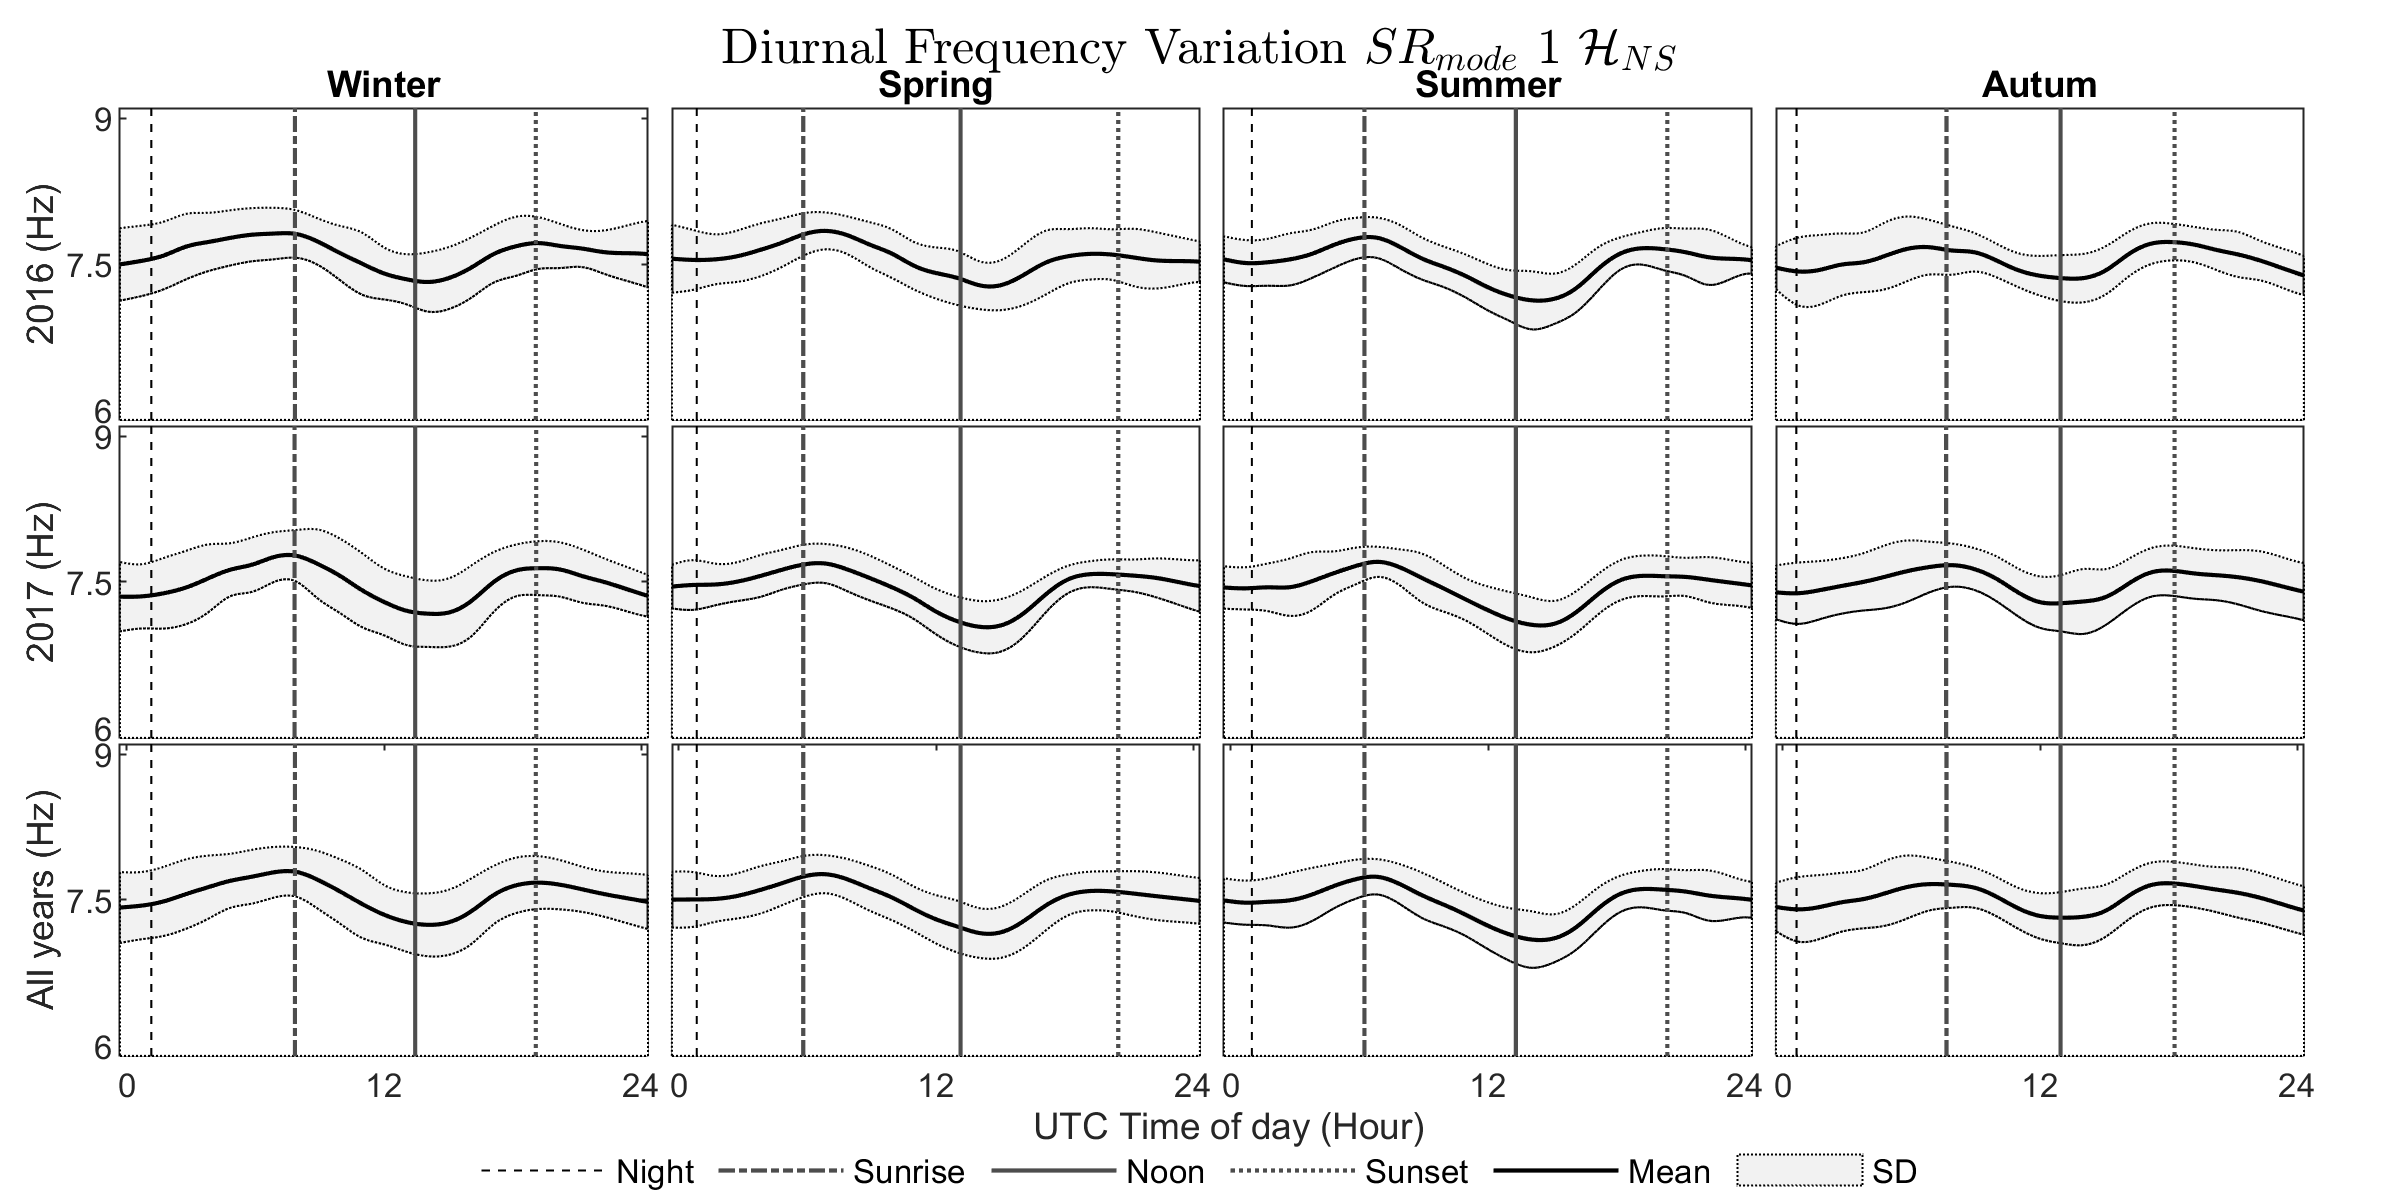 Diurnal Frequency Variation SR_mode 1 ℋ_NS
Winter Spring Summer Autum
9
7.5
6
2016 (Hz)
9
7.5
6
2017 (Hz)
9
7.5
6
All years (Hz)
0 12 24 0 12 24 0 12 24 0 12 24
UTC Time of day (Hour)
Night Sunrise Noon Sunset Mean SD